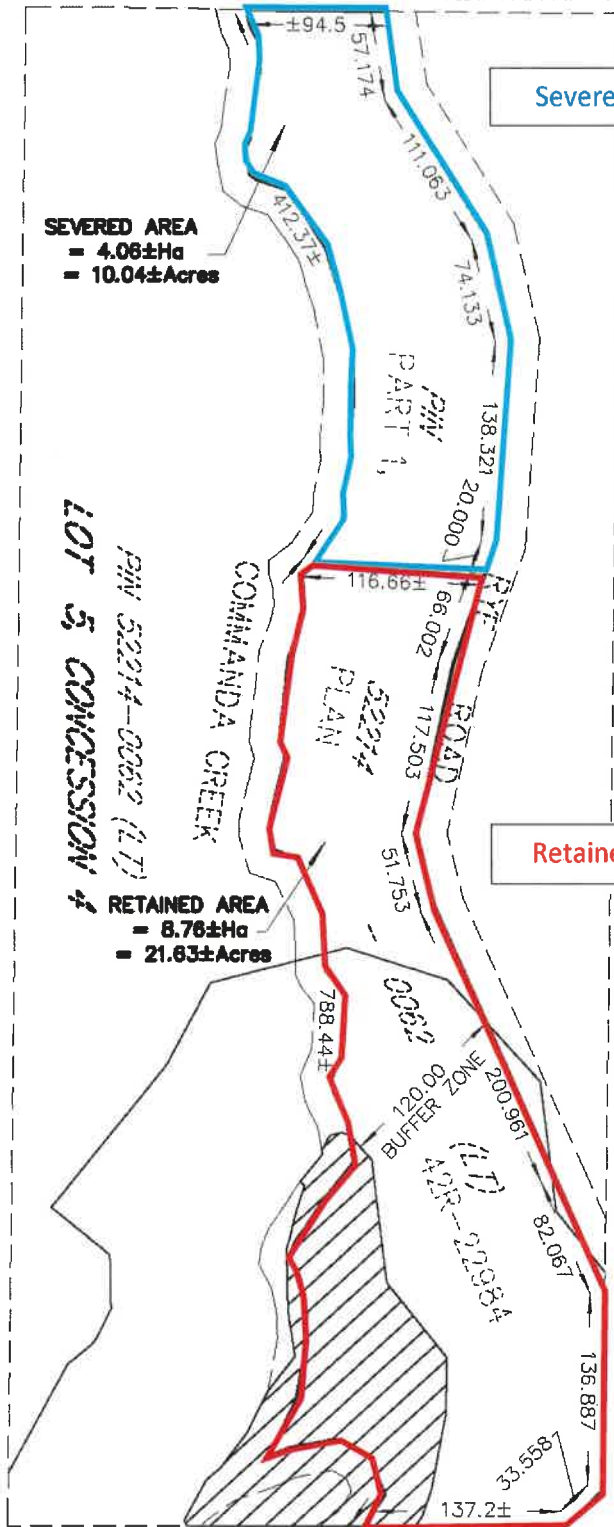 ±94.5
57.174
Severe
111.063
SEVERED AREA
= 4.06±Ha
= 10.04±Acres
412.37±
74.133
PIN
PART 1,
138.321
20.000
116.66±
RYE ROAD
66.002
LOT 5, CONCESSION 4
PIN 52214-0062 (LT)
COMMANDA CREEK
52214
PLAN
117.503
51.753
Retaine
RETAINED AREA
= 8.76±Ha
= 21.63±Acres
788.44±
0062
120.00
BUFFER ZONE
200.961
(LT)
42R-22984
82.067
136.887
33.558
137.2±